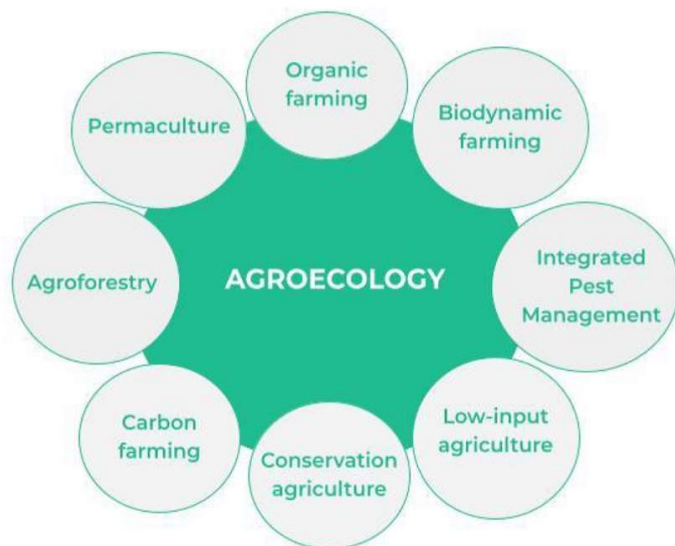 Organic
farming
Biodynamic
farming
Integrated
Pest
Management
Low-input
agriculture
Conservation
agriculture
Carbon
farming
Agroforestry
Permaculture
AGROECOLOGY